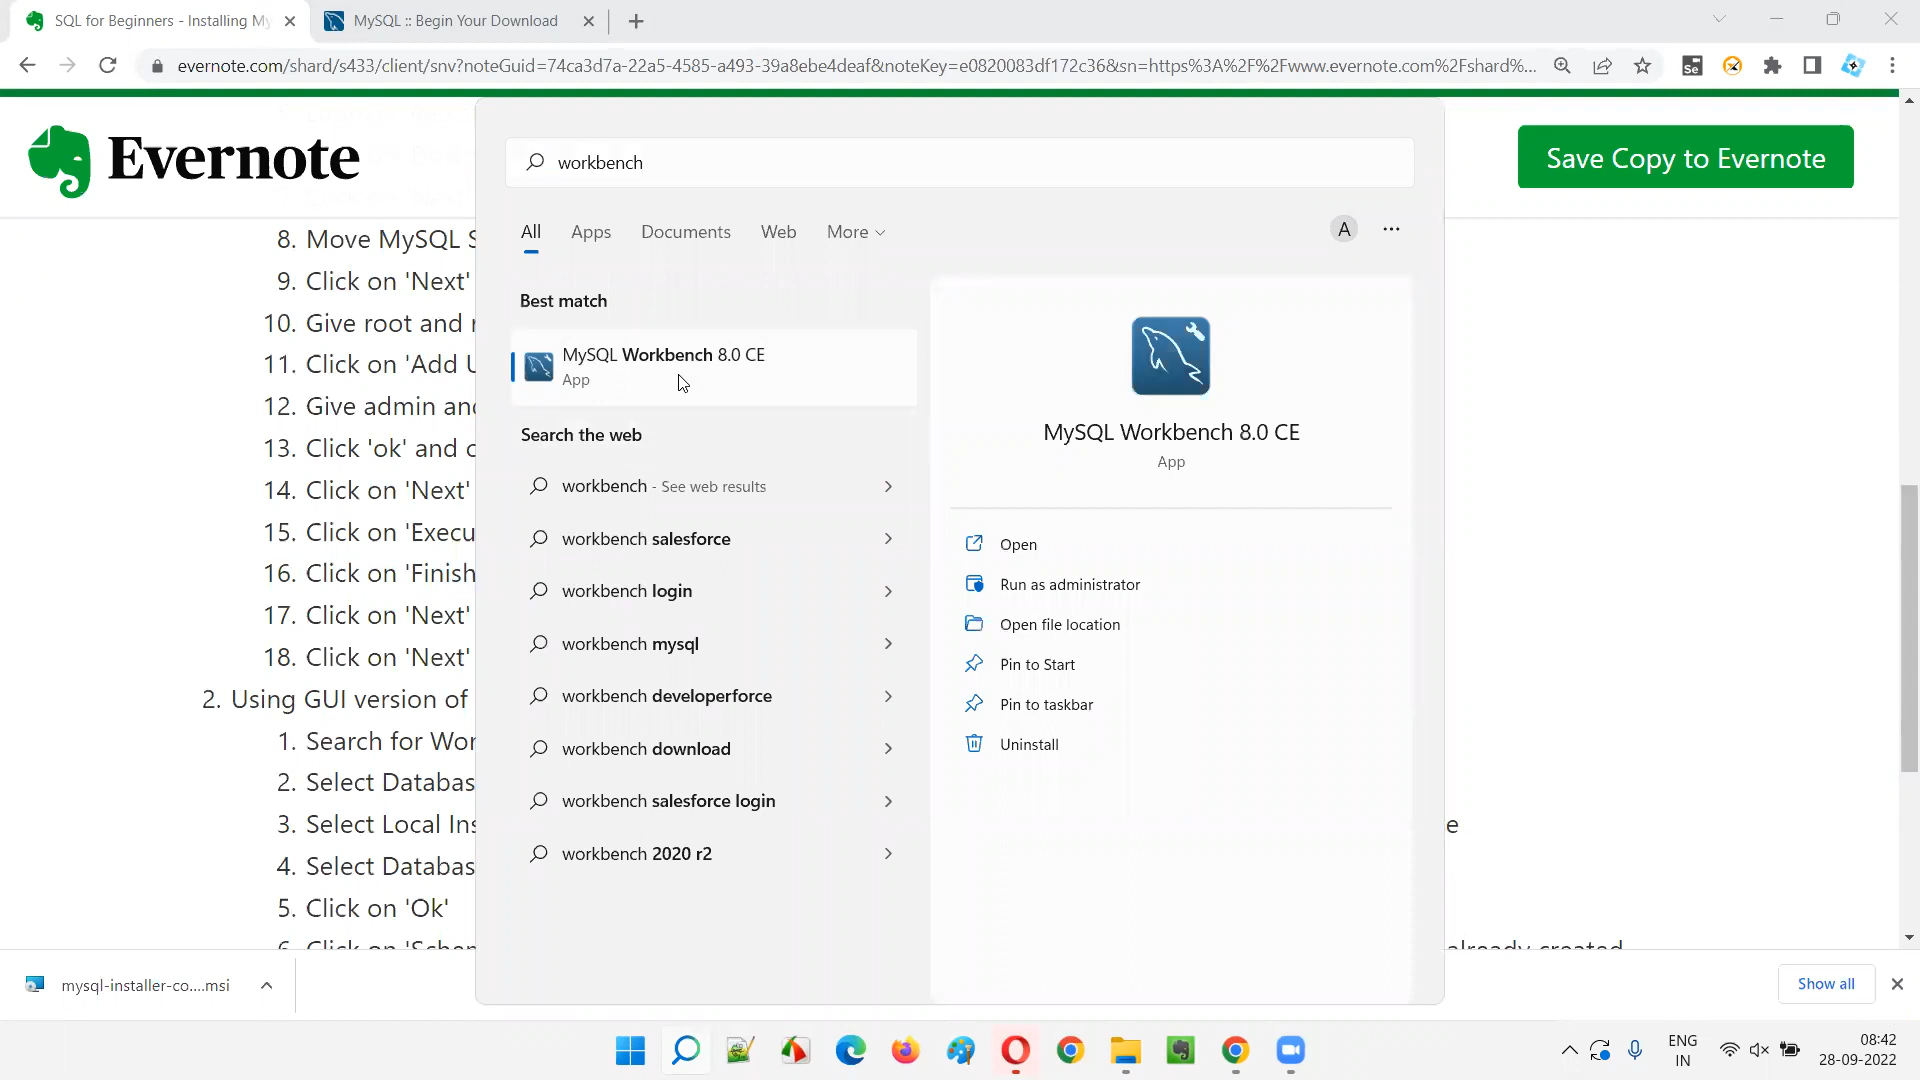 SQL for Beginners - Installing My
MySQL :: Begin Your Download
evernote.com/shard/s433/client/snv?noteGuid=74ca3d7a-22a5-4585-a493-39a8ebe4deaf&noteKey=e0820083df172c36&sn=https%3A%2F%2Fwww.evernote.com%2Fshard%...
Se
Evernote
Save Copy to Evernote
workbench
All Apps Documents Web More
A
Best match
MySQL Workbench 8.0 CE
App
Search the web
workbench - See web results
workbench salesforce
workbench login
workbench mysql
workbench developerforce
workbench download
workbench salesforce login
workbench 2020 r2
MySQL Workbench 8.0 CE
App
Open
Run as administrator
Open file location
Pin to Start
Pin to taskbar
Uninstall
8. Move MySQL S
9. Click on 'Next'
10. Give root and r
11. Click on 'Add U
12. Give admin and
13. Click 'ok' and c
14. Click on 'Next'
15. Click on 'Execu
16. Click on 'Finish
17. Click on 'Next'
18. Click on 'Next'
2. Using GUI version of
1. Search for Wor
2. Select Databas
3. Select Local Ins e
4. Select Databas
5. Click on 'Ok'
6. Click on 'Schem already created
mysql-installer-co....msi
Show all
ENG
IN
08:42
28-09-2022